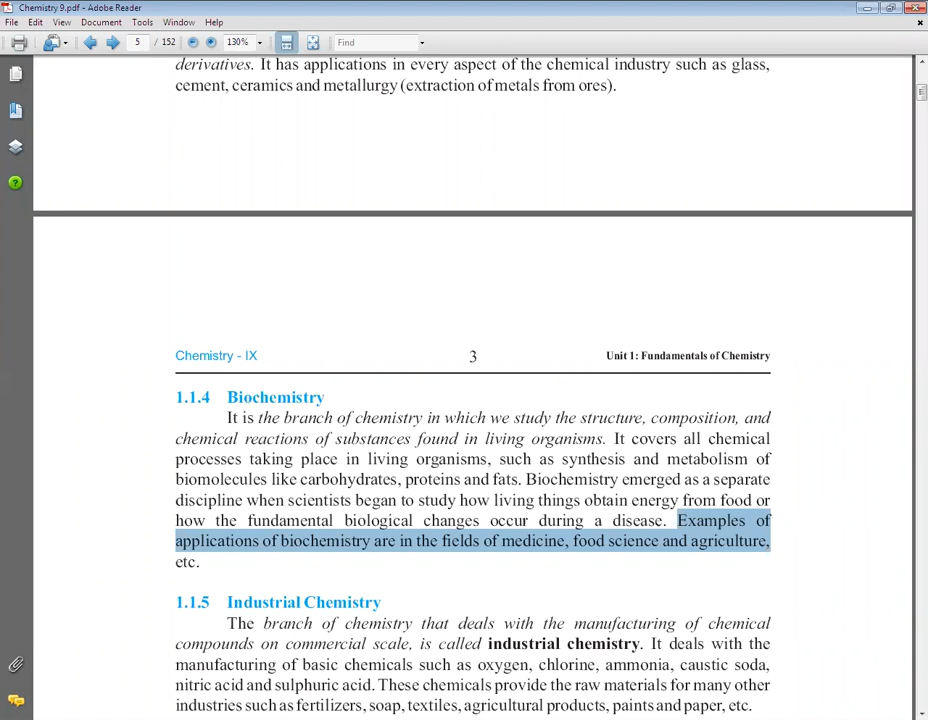 Chemistry 9.pdf - Adobe Reader
File Edit View Document Tools Window Help
5 / 152 130% Find
derivatives. It has applications in every aspect of the chemical industry such as glass,
cement, ceramics and metallurgy (extraction of metals from ores).
Chemistry - IX 3 Unit 1: Fundamentals of Chemistry
1.1.4 Biochemistry
It is the branch of chemistry in which we study the structure, composition, and
chemical reactions of substances found in living organisms. It covers all chemical
processes taking place in living organisms, such as synthesis and metabolism of
biomolecules like carbohydrates, proteins and fats. Biochemistry emerged as a separate
discipline when scientists began to study how living things obtain energy from food or
how the fundamental biological changes occur during a disease. Examples of
applications of biochemistry are in the fields of medicine, food science and agriculture,
etc.
1.1.5 Industrial Chemistry
The branch of chemistry that deals with the manufacturing of chemical
compounds on commercial scale, is called industrial chemistry. It deals with the
manufacturing of basic chemicals such as oxygen, chlorine, ammonia, caustic soda,
nitric acid and sulphuric acid. These chemicals provide the raw materials for many other
industries such as fertilizers, soap, textiles, agricultural products, paints and paper, etc.